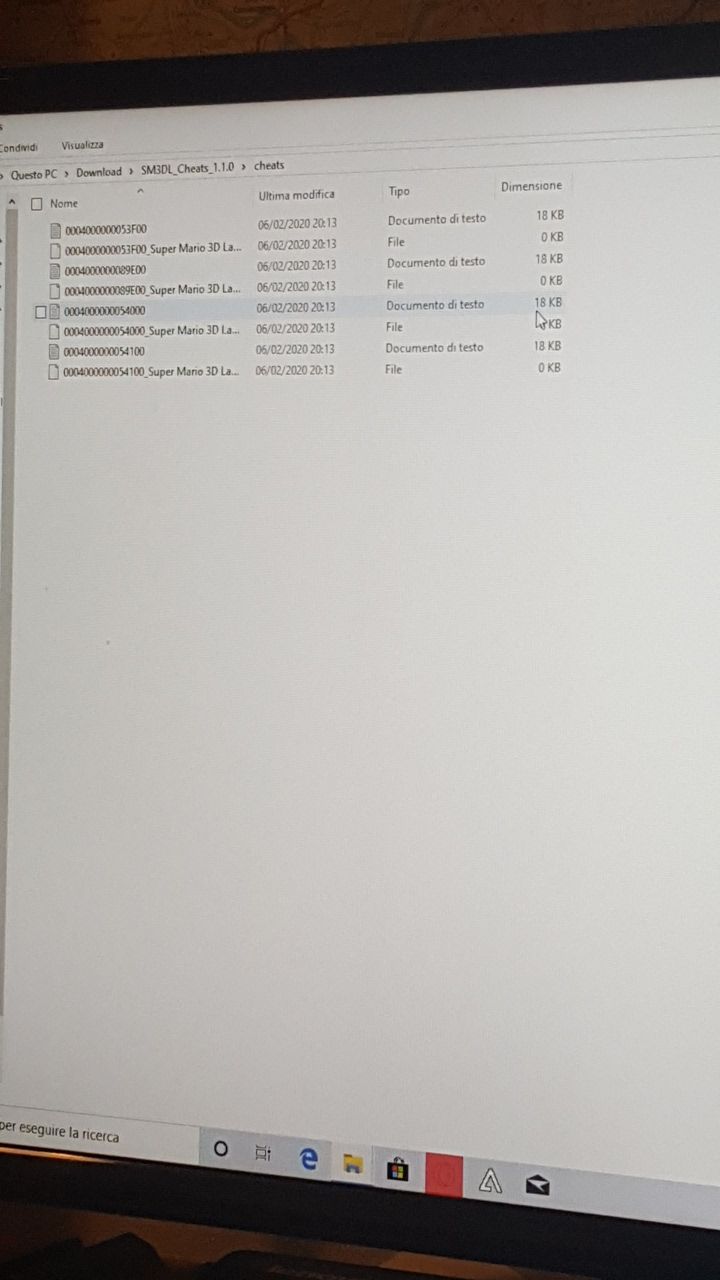 Condividi Visualizza
Questo PC > Download > SM3DL_Cheats_1.1.0 > cheats
Nome Ultima modifica Tipo Dimensione
0004000000053F00 06/02/2020 20:13 Documento di testo 18 KB
0004000000053F00_Super Mario 3D La... 06/02/2020 20:13 File 0 KB
0004000000089E00 06/02/2020 20:13 Documento di testo 18 KB
0004000000089E00_Super Mario 3D La... 06/02/2020 20:13 File 0 KB
0004000000054000 06/02/2020 20:13 Documento di testo 18 KB
0004000000054000_Super Mario 3D La... 06/02/2020 20:13 File KB
0004000000054100 06/02/2020 20:13 Documento di testo 18 KB
0004000000054100_Super Mario 3D La... 06/02/2020 20:13 File 0 KB
per eseguire la ricerca